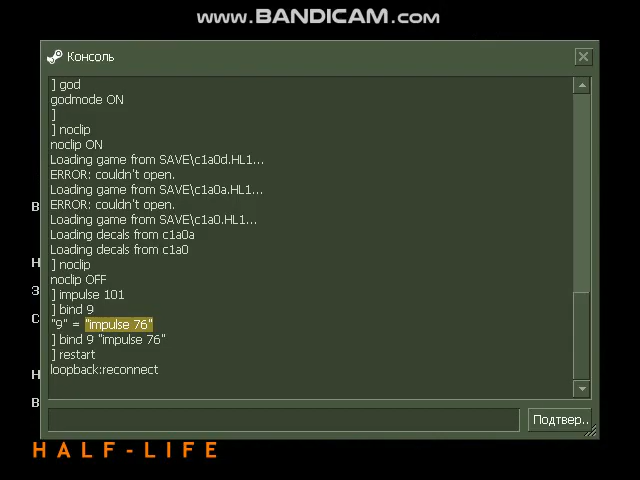 www.BANDICAM.com
Консоль
] god
godmode ON
]
] noclip
noclip ON
Loading game from SAVE\c1a0d.HL1...
ERROR: couldn't open.
Loading game from SAVE\c1a0a.HL1...
ERROR: couldn't open.
Loading game from SAVE\c1a0.HL1...
Loading decals from c1a0a
Loading decals from c1a0
] noclip
noclip OFF
] impulse 101
] bind 9
"9" = "impulse 76"
] bind 9 "impulse 76"
] restart
loopback:reconnect
В
Н
З
С
Н
В
Подтвер..
HALF-LIFE